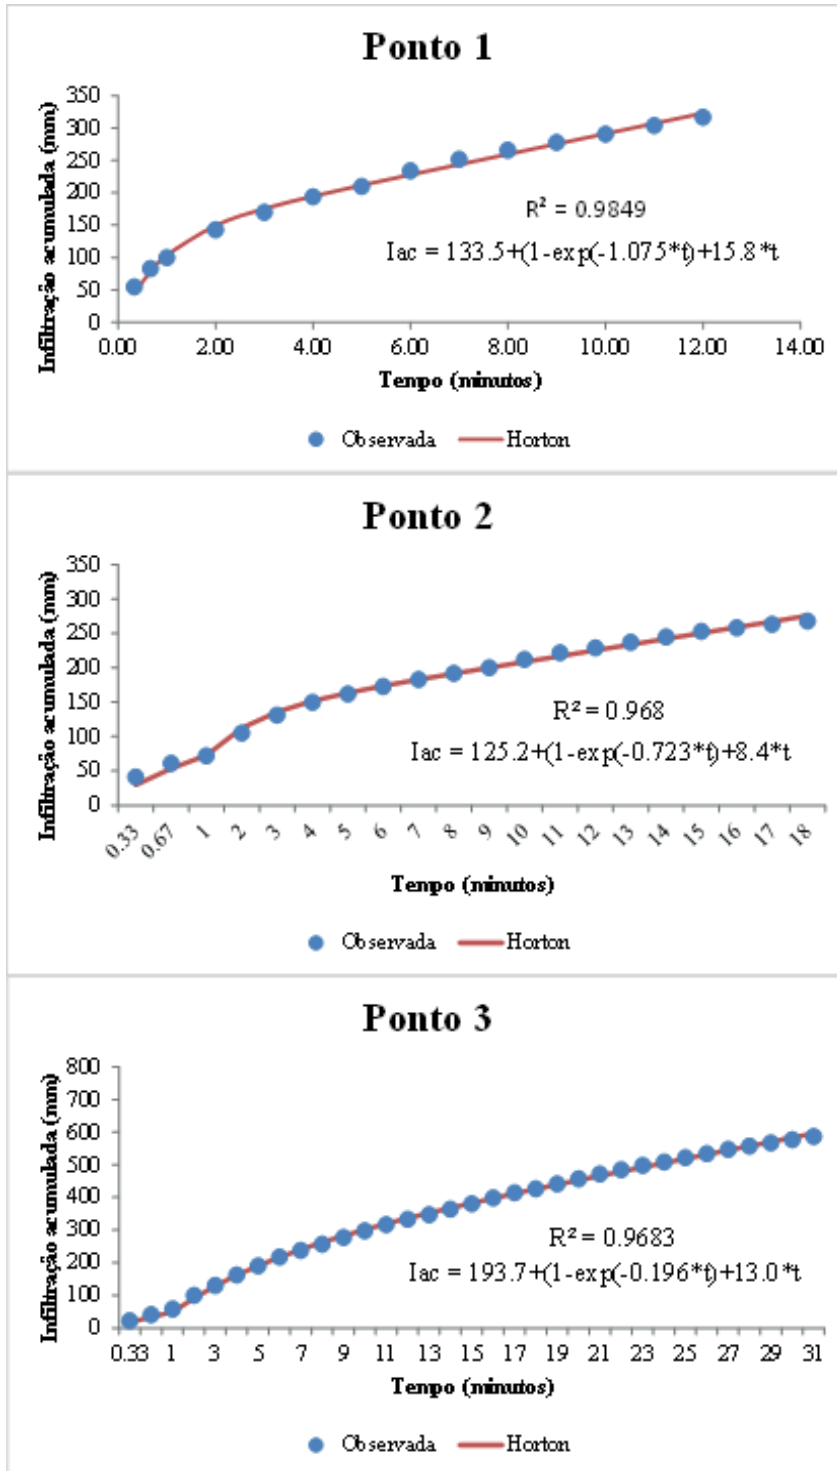 Ponto 1
Infiltração acumulada (mm)
350
300
250
200
150
100
50
0
R² = 0.9849
Iac = 133.5+(1-exp(-1.075*t)+15.8*t
0.00 2.00 4.00 6.00 8.00 10.00 12.00 14.00
Tenpo (minutos)
Observada Horton
Ponto 2
Infiltração acumulada (mm)
350
300
250
200
150
100
50
0
R² = 0.968
Iac = 125.2+(1-exp(-0.723*t)+8.4*t
0.33 0.67 1 2 3 4 5 6 7 8 9 10 11 12 13 14 15 16 17 18
Tenpo (minutos)
Observada Horton
Ponto 3
Infiltração acumulada (mm)
800
700
600
500
400
300
200
100
0
R² = 0.9683
Iac = 193.7+(1-exp(-0.196*t)+13.0*t
0.33 1 3 5 7 9 11 13 15 17 19 21 23 25 27 29 31
Tenpo (minutos)
Observada Horton